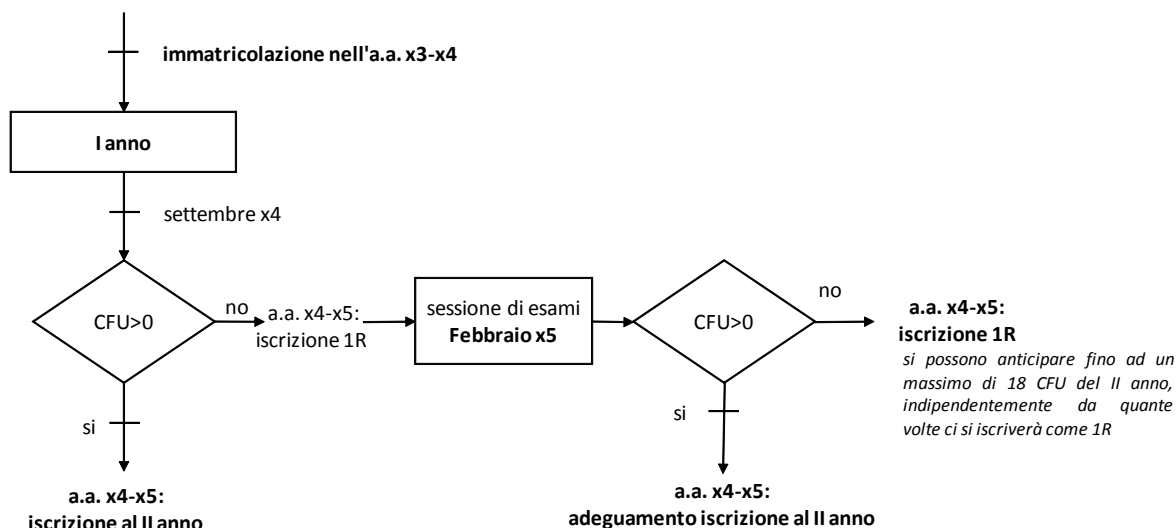 immatricolazione nell'a.a. x3-x4
I anno
settembre x4
CFU>0
no
a.a. x4-x5:
iscrizione 1R
sessione di esami
Febbraio x5
CFU>0
no
a.a. x4-x5:
iscrizione 1R
si possono anticipare fino ad un
massimo di 18 CFU del II anno,
indipendentemente da quante
volte ci si iscriverà come 1R
si
a.a. x4-x5:
iscrizione al II anno
si
a.a. x4-x5:
adeguamento iscrizione al II anno